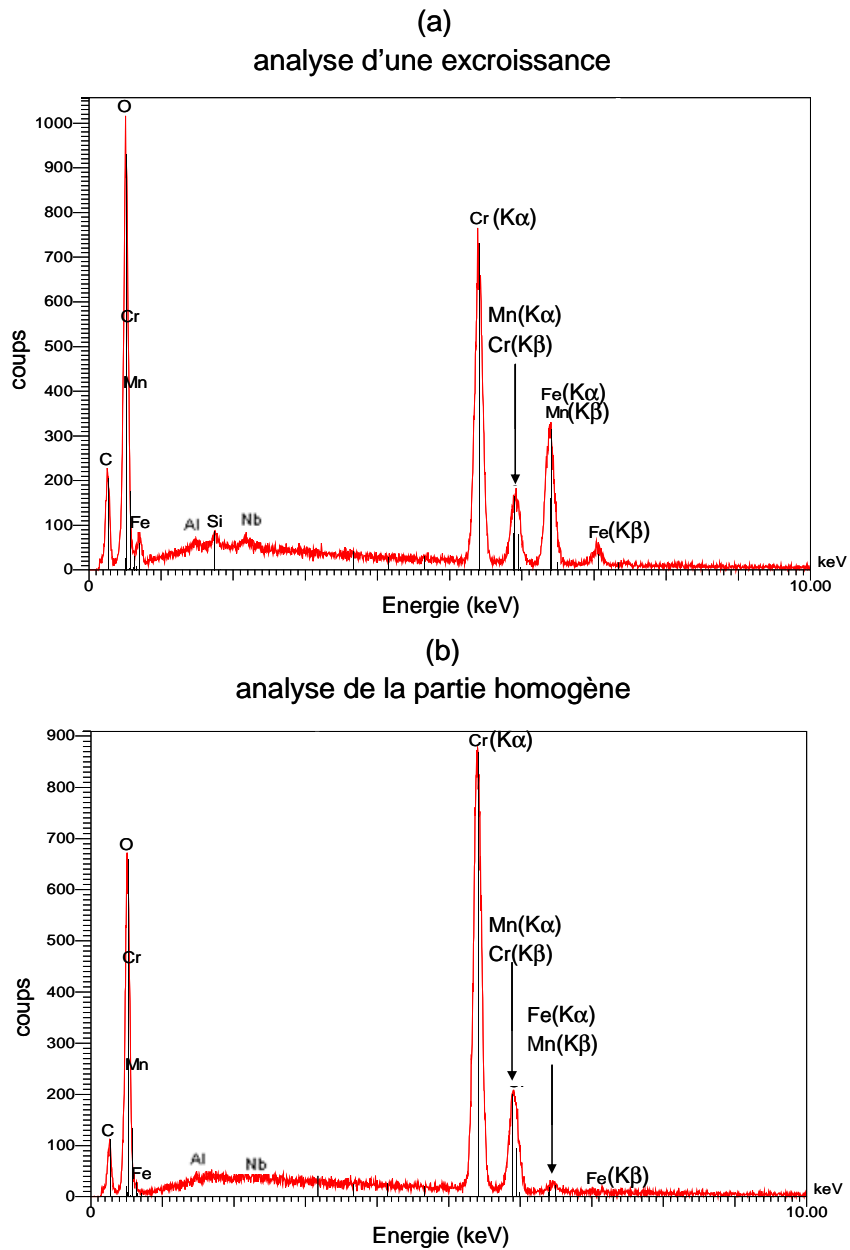 (a)
analyse d'une excroissance
O
1000
900
800
Cr (Kα)
700
600
Cr
Mn(Kα)
Cr(Kβ)
500
coups
400
Mn
Fe(Kα)
Mn(Kβ)
300
C
200
100
Fe
Al
Si
Nb
Fe(Kβ)
0
keV
0
10.00
Energie (keV)
(b)
analyse de la partie homogène
900
Cr(Kα)
800
700
O
600
Mn(Kα)
Cr(Kβ)
500
Cr
400
coups
Fe(Kα)
Mn(Kβ)
300
Mn
200
C
100
Fe
Al
Nb
Fe(Kβ)
0
keV
0
10.00
Energie (keV)